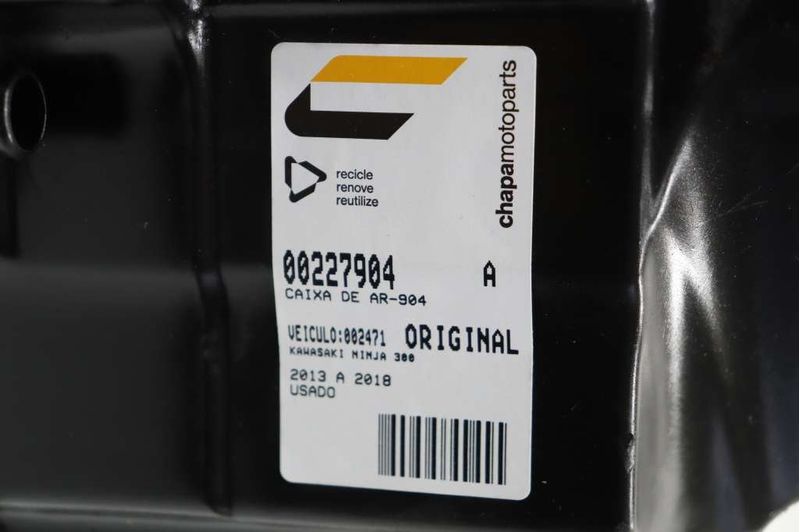 chapamotoparts
recicle
renove
reutilize
00227904 A
CAIXA DE AR-904
VEICULO:002471 ORIGINAL
KAWASAKI NINJA 300
2013 A 2018
USADO